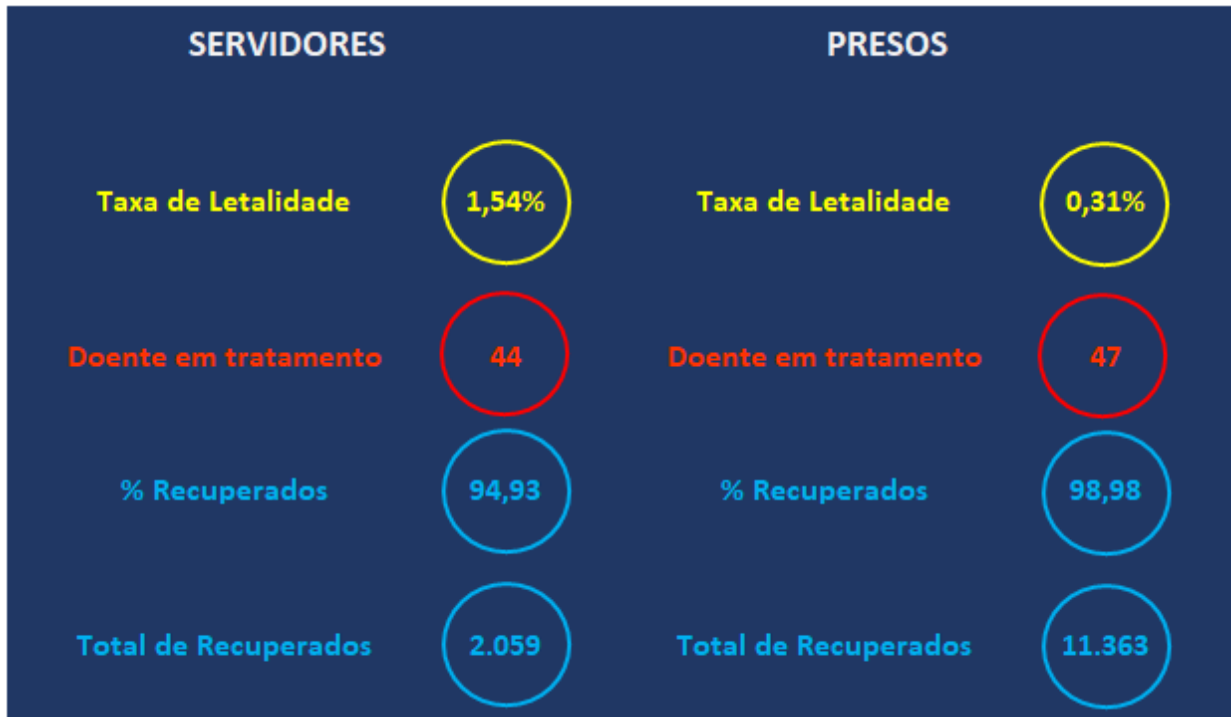 SERVIDORES
Taxa de Letalidade 1,54%
Doente em tratamento 44
% Recuperados 94,93
Total de Recuperados 2.059
PRESOS
Taxa de Letalidade 0,31%
Doente em tratamento 47
% Recuperados 98,98
Total de Recuperados 11.363